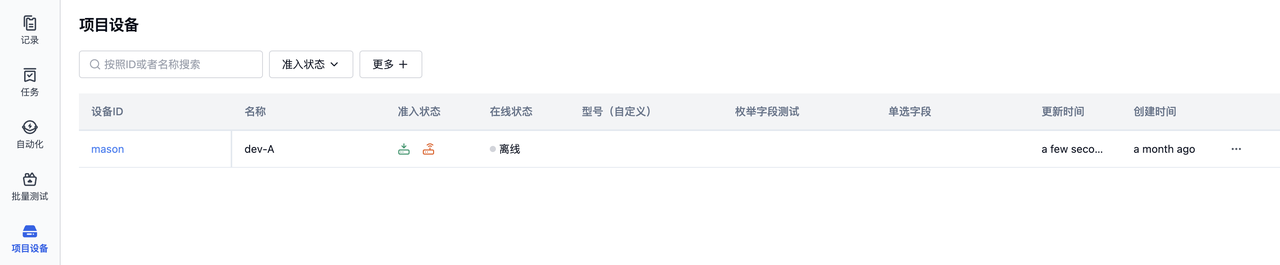 记录
任务
自动化
批量测试
项目设备
项目设备
按照ID或者名称搜索 准入状态 更多
设备ID 名称 准入状态 在线状态 型号（自定义） 枚举字段测试 单选字段 更新时间 创建时间
mason dev-A 离线 a few seco... a month ago ...